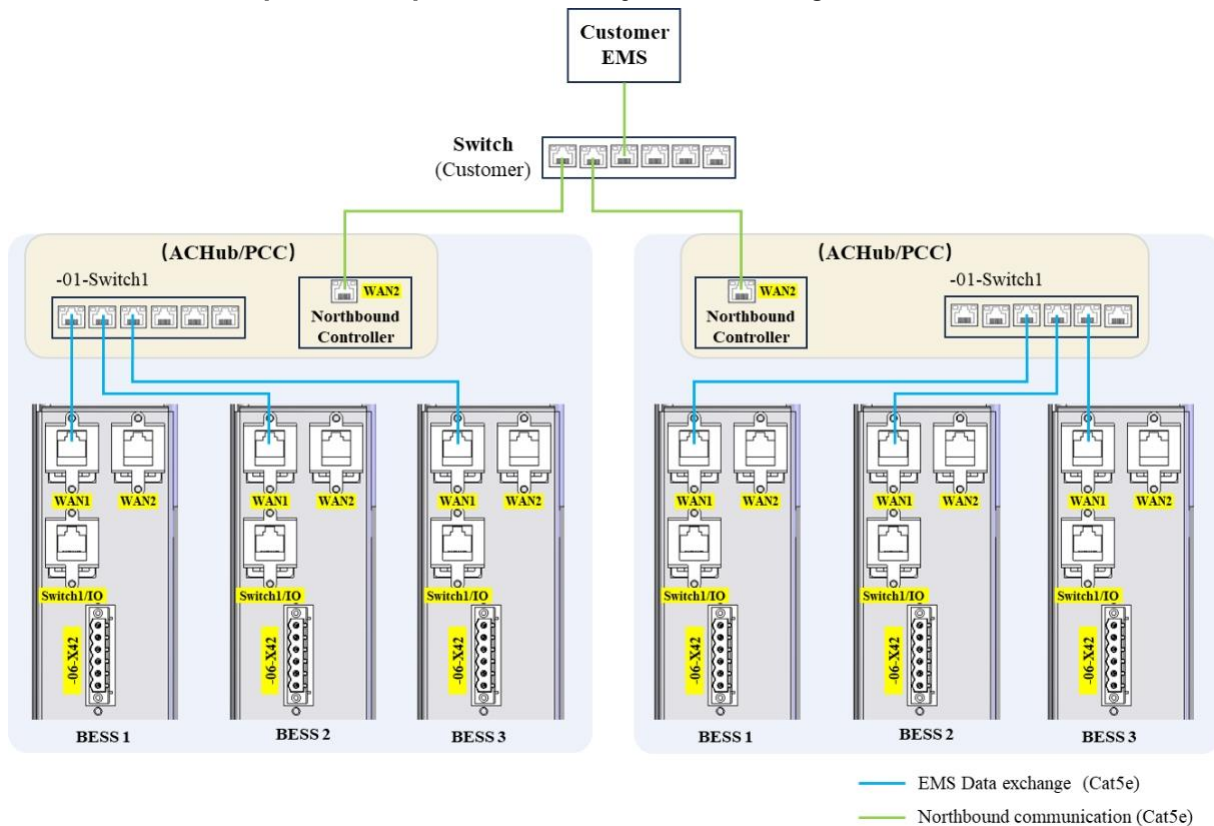 Customer
EMS
Switch
(Customer)
(ACHub/PCC)
-01-Switch1
WAN2
Northbound
Controller
WAN1
WAN2
Switch1/IO
-06-X42
BESS 1
WAN1
WAN2
Switch1/IO
-06-X42
BESS 2
WAN1
WAN2
Switch1/IO
-06-X42
BESS 3
(ACHub/PCC)
WAN2
Northbound
Controller
-01-Switch1
WAN1
WAN2
Switch1/IO
-06-X42
BESS 1
WAN1
WAN2
Switch1/IO
-06-X42
BESS 2
WAN1
WAN2
Switch1/IO
-06-X42
BESS 3
EMS Data exchange (Cat5e)
Northbound communication (Cat5e)